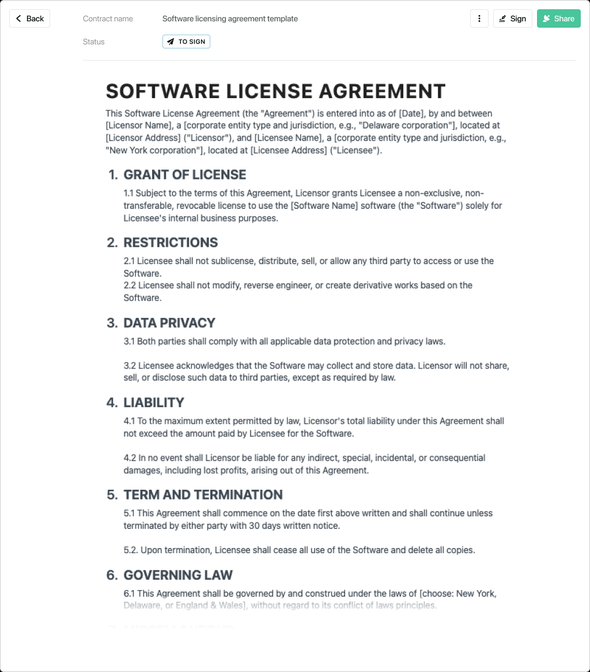 Back
Contract name
Software licensing agreement template
Sign
Share
Status
TO SIGN
SOFTWARE LICENSE AGREEMENT
This Software License Agreement (the "Agreement") is entered into as of [Date], by and between
[Licensor Name], a [corporate entity type and jurisdiction, e.g., "Delaware corporation"], located at
[Licensor Address] ("Licensor"), and [Licensee Name], a [corporate entity type and jurisdiction, e.g.,
"New York corporation"], located at [Licensee Address] ("Licensee").
1. GRANT OF LICENSE
1.1 Subject to the terms of this Agreement, Licensor grants Licensee a non-exclusive, non-
transferable, revocable license to use the [Software Name] software (the "Software") solely for
Licensee's internal business purposes.
2. RESTRICTIONS
2.1 Licensee shall not sublicense, distribute, sell, or allow any third party to access or use the
Software.
2.2 Licensee shall not modify, reverse engineer, or create derivative works based on the
Software.
3. DATA PRIVACY
3.1 Both parties shall comply with all applicable data protection and privacy laws.
3.2 Licensee acknowledges that the Software may collect and store data. Licensor will not share,
sell, or disclose such data to third parties, except as required by law.
4. LIABILITY
4.1 To the maximum extent permitted by law, Licensor's total liability under this Agreement shall
not exceed the amount paid by Licensee for the Software.
4.2 In no event shall Licensor be liable for any indirect, special, incidental, or consequential
damages, including lost profits, arising out of this Agreement.
5. TERM AND TERMINATION
5.1 This Agreement shall commence on the date first above written and shall continue unless
terminated by either party with 30 days written notice.
5.2. Upon termination, Licensee shall cease all use of the Software and delete all copies.
6. GOVERNING LAW
6.1 This Agreement shall be governed by and construed under the laws of [choose: New York,
Delaware, or England & Wales], without regard to its conflict of laws principles.